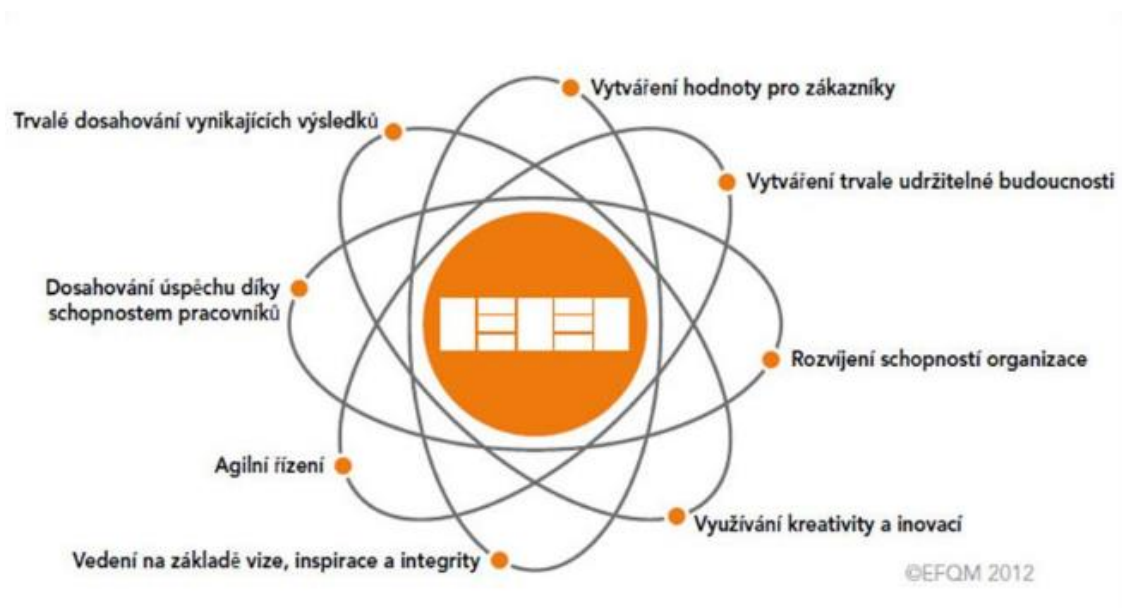 Vytváření hodnoty pro zákazníky
Trvalé dosahování vynikajících výsledků
Vytváření trvale udržitelné budoucnosti
Dosahování úspěchu díky
schopnostem pracovníků
Rozvíjení schopností organizace
Agilní řízení
Využívání kreativity a inovací
Vedení na základě vize, inspirace a integrity
©EFQM 2012